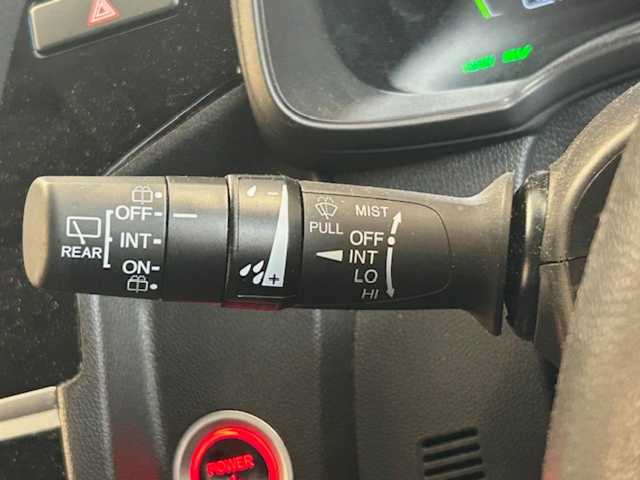 OFF
REAR
INT
ON
-
+
MIST
PULL
OFF
INT
LO
HI
POWER